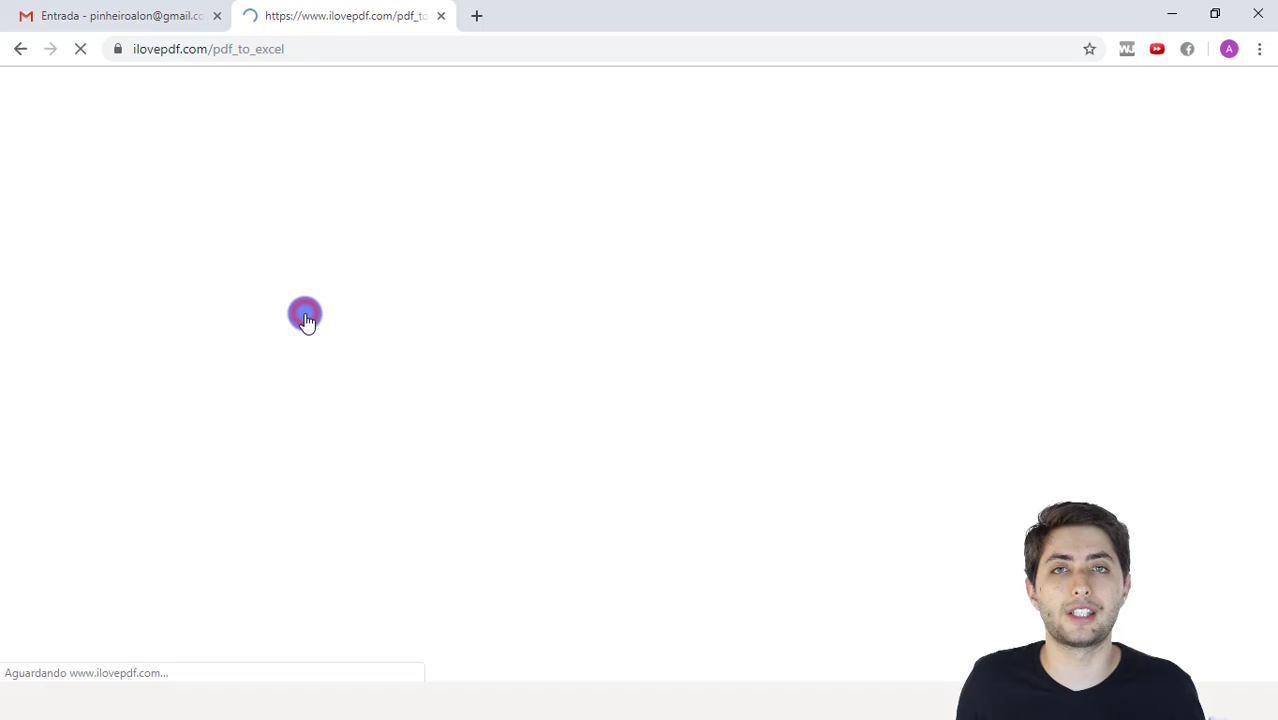 Entrada - pinheiroalon@gmail.co
https://www.ilovepdf.com/pdf_to
ilovepdf.com/pdf_to_excel
A
Aguardando www.ilovepdf.com...